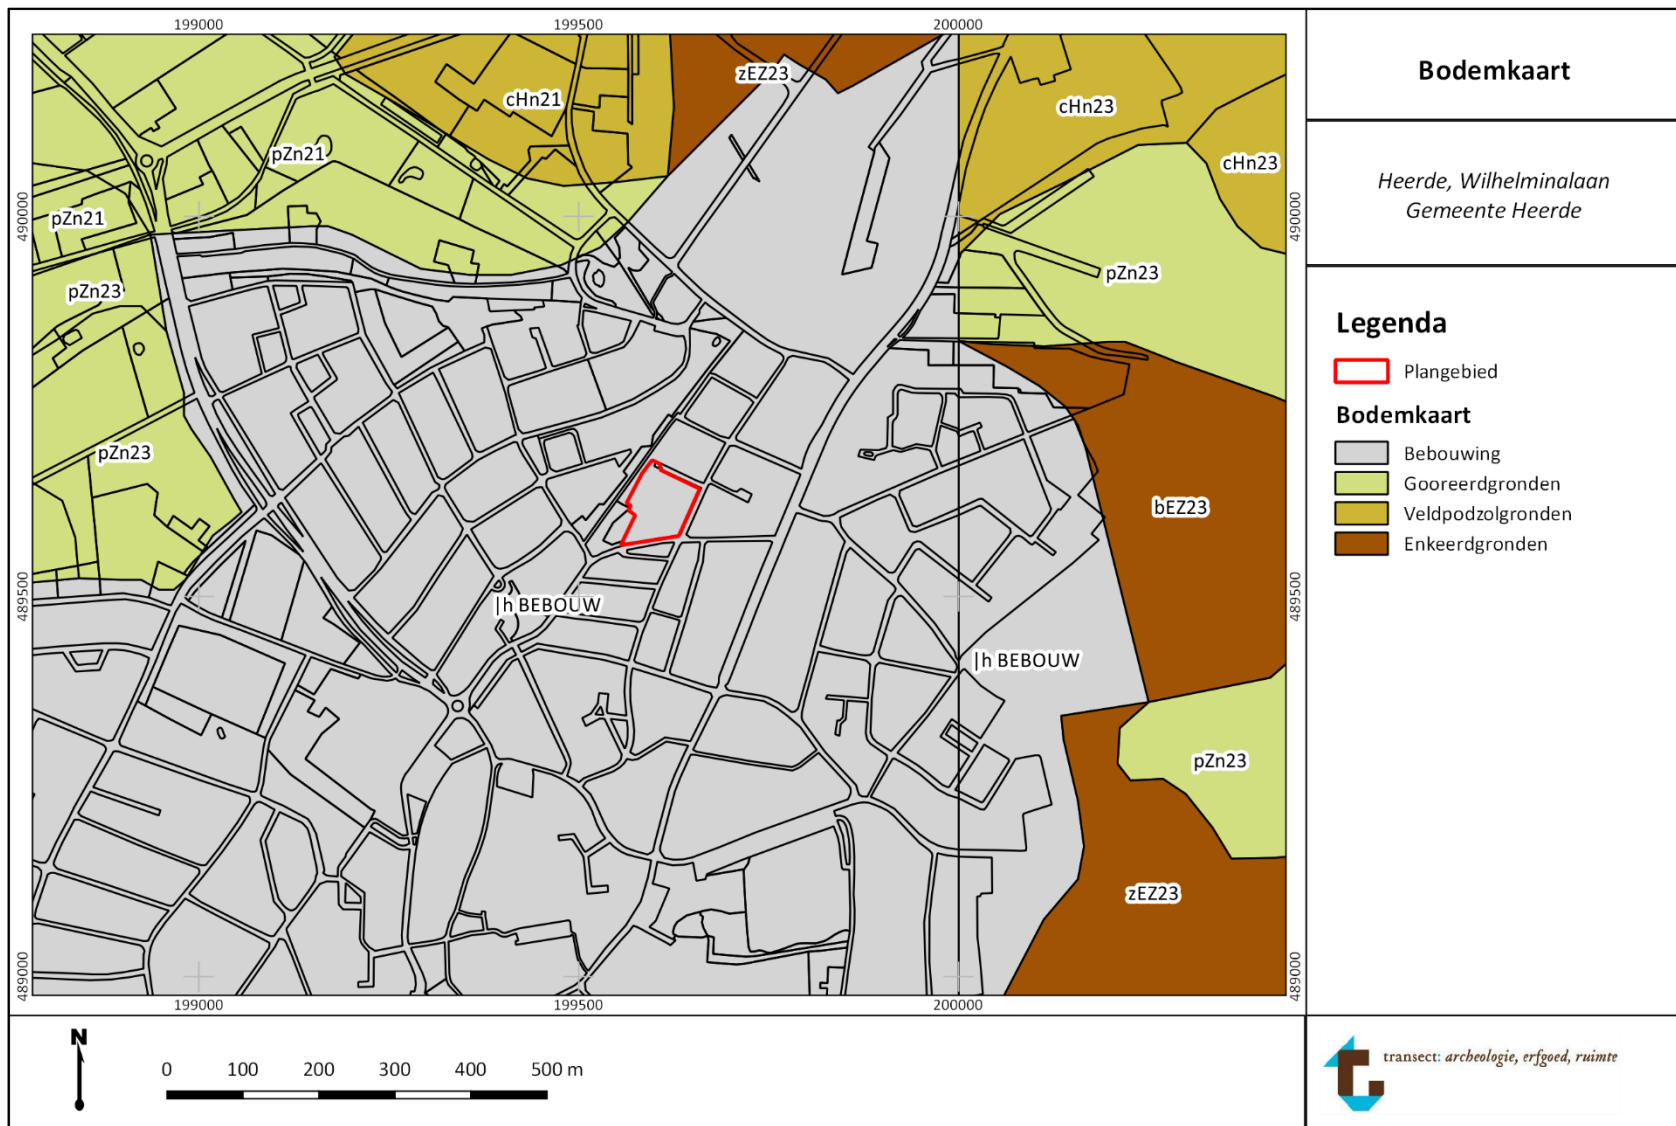 199000
199500
200000
490000
489500
489000
490000
489500
489000
199000
199500
200000
zEZ23
cHn21
cHn23
pZn21
cHn23
pZn21
pZn23
pZn23
pZn23
bEZ23
|h BEBOUW
|h BEBOUW
pZn23
zEZ23
Bodemkaart
Heerde, Wilhelminalaan
Gemeente Heerde
Legenda
Plangebied
Bodemkaart
Bebouwing
Gooreerdgronden
Veldpodzolgronden
Enkeerdgronden
N
0 100 200 300 400 500 m
transect: archeologie, erfgoed, ruimte